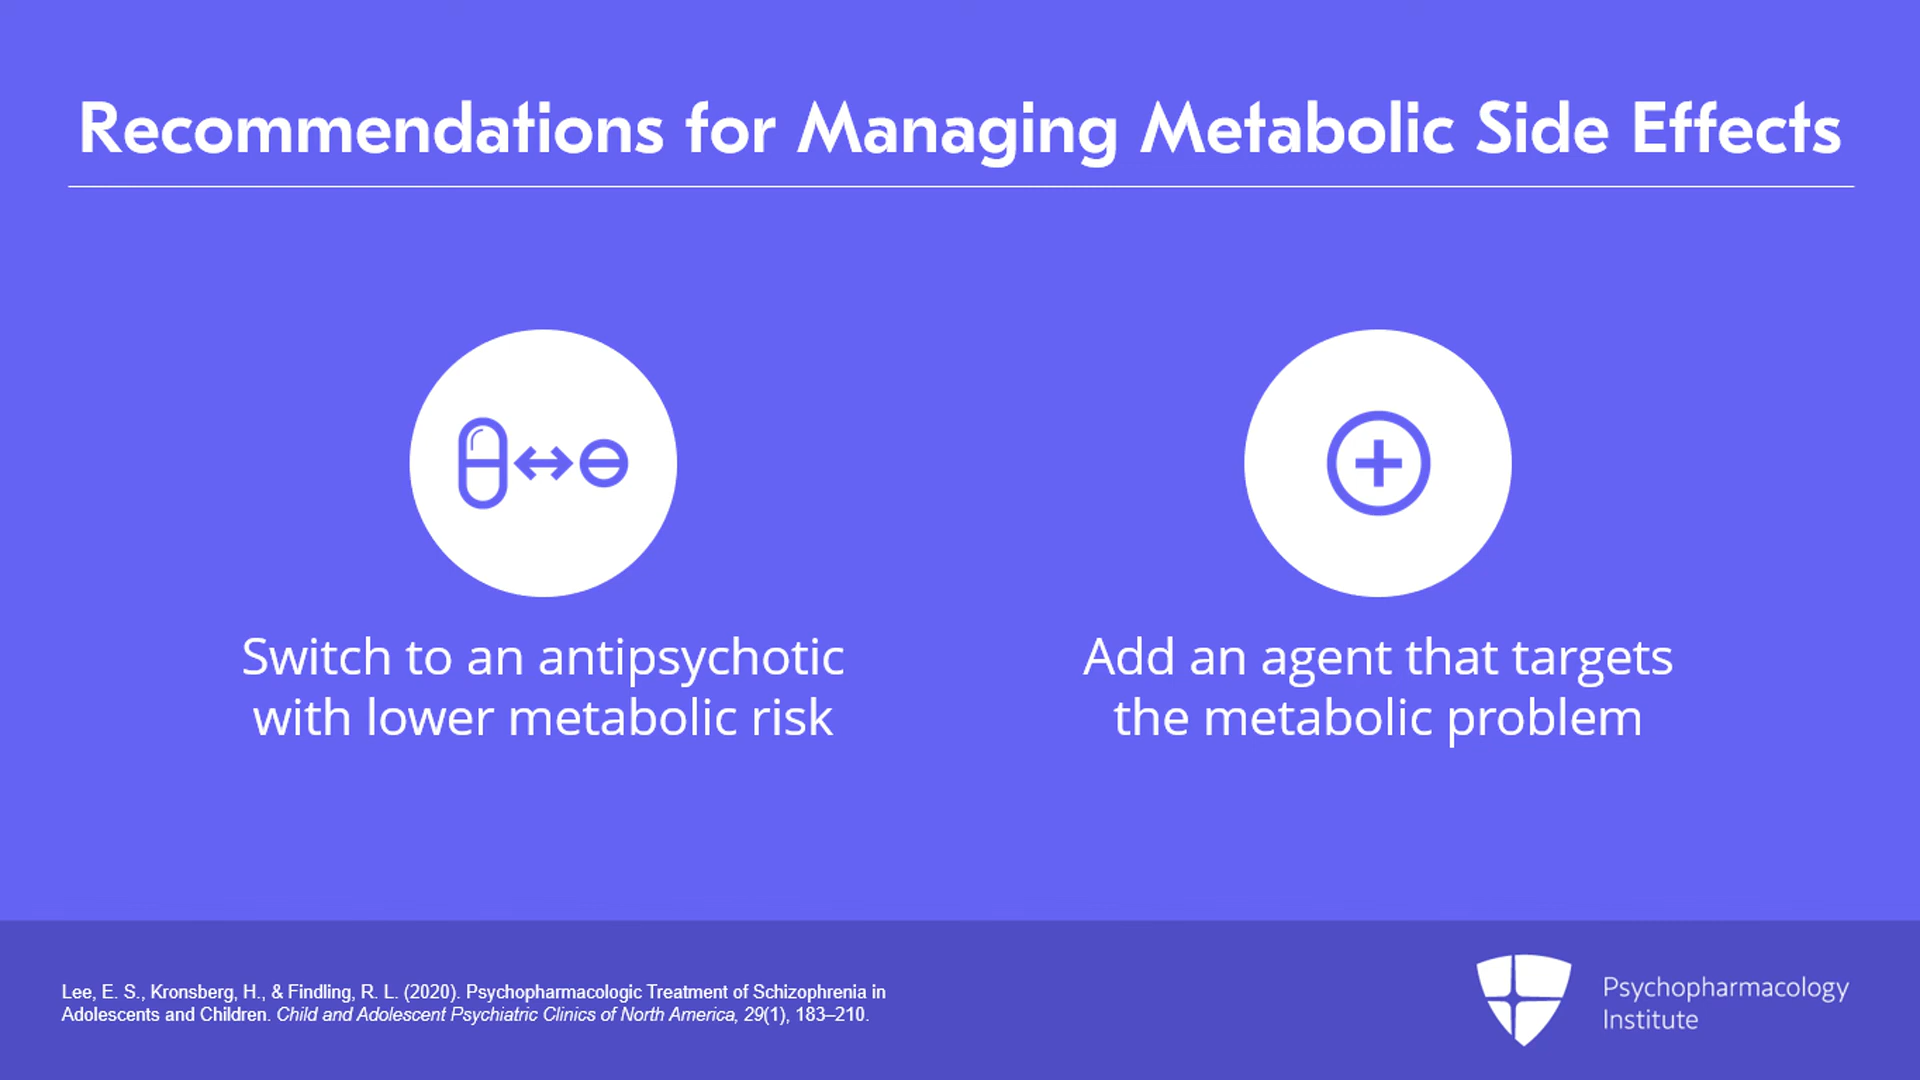 Recommendations for Managing Metabolic Side Effects
Switch to an antipsychotic
with lower metabolic risk
Add an agent that targets
the metabolic problem
Lee, E. S., Kronsberg, H., & Findling, R. L. (2020). Psychopharmacologic Treatment of Schizophrenia in
Adolescents and Children. Child and Adolescent Psychiatric Clinics of North America, 29(1), 183–210.
Psychopharmacology
Institute